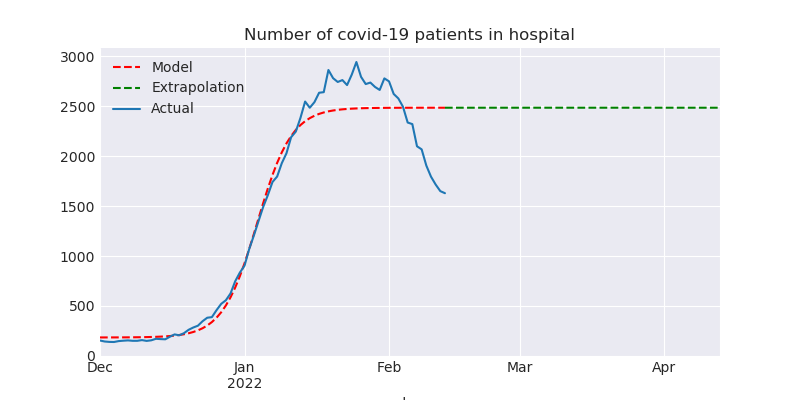 Number of covid-19 patients in hospital
3000
2500
2000
1500
1000
500
0
Model
Extrapolation
Actual
Dec
Jan
2022
Feb
Mar
Apr